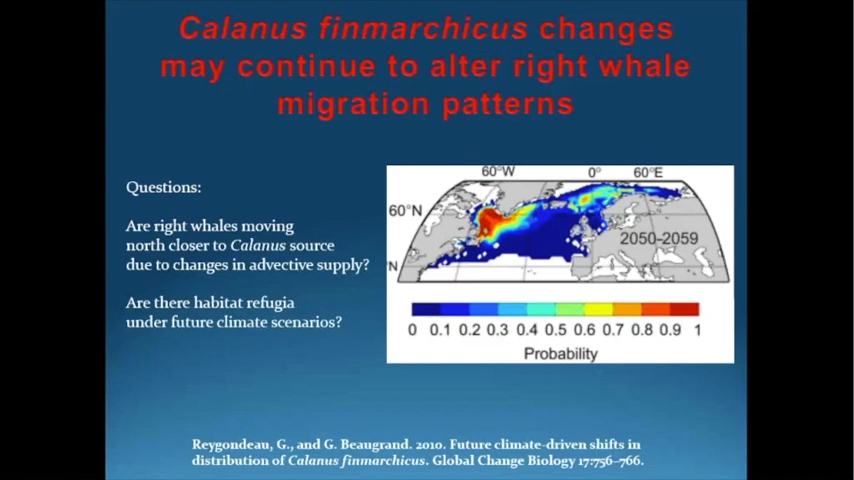 Calanus finmarchicus changes
may continue to alter right whale
migration patterns
Questions:
Are right whales moving
north closer to Calanus source
due to changes in advective supply?
Are there habitat refugia
under future climate scenarios?
60°W 0° 60°E
60°N
2050-2059
N
0 0.1 0.2 0.3 0.4 0.5 0.6 0.7 0.8 0.9 1
Probability
Reygondeau, G., and G. Beaugrand. 2010. Future climate-driven shifts in
distribution of Calanus finmarchicus. Global Change Biology 17:756–766.